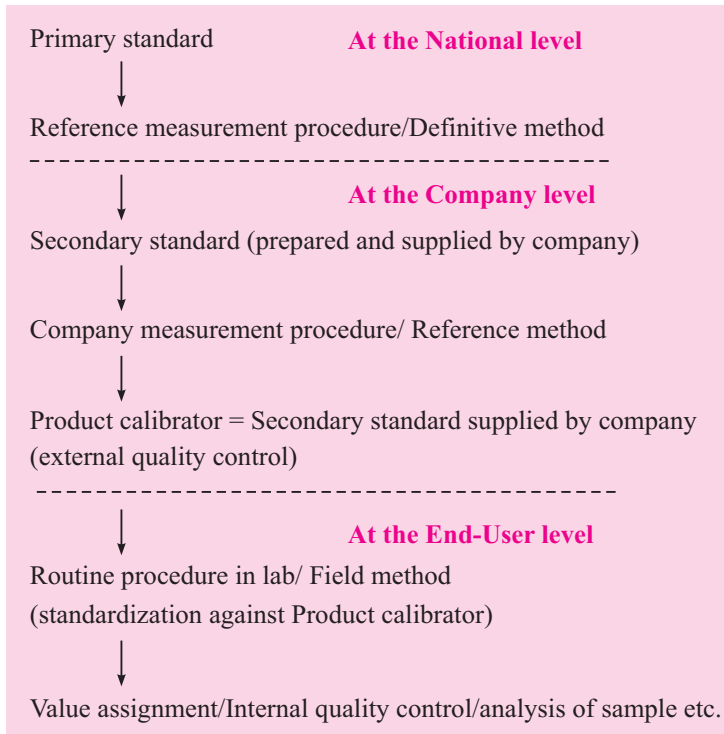 Primary standard At the National level
Reference measurement procedure/Definitive method
At the Company level
Secondary standard (prepared and supplied by company)
Company measurement procedure/ Reference method
Product calibrator = Secondary standard supplied by company
(external quality control)
At the End-User level
Routine procedure in lab/ Field method
(standardization against Product calibrator)
Value assignment/Internal quality control/analysis of sample etc.